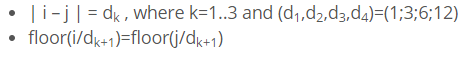 • | i – j | = dₖ , where k=1..3 and (d₁,d₂,d₃,d₄)=(1;3;6;12)
• floor(i/dₖ₊₁)=floor(j/dₖ₊₁)